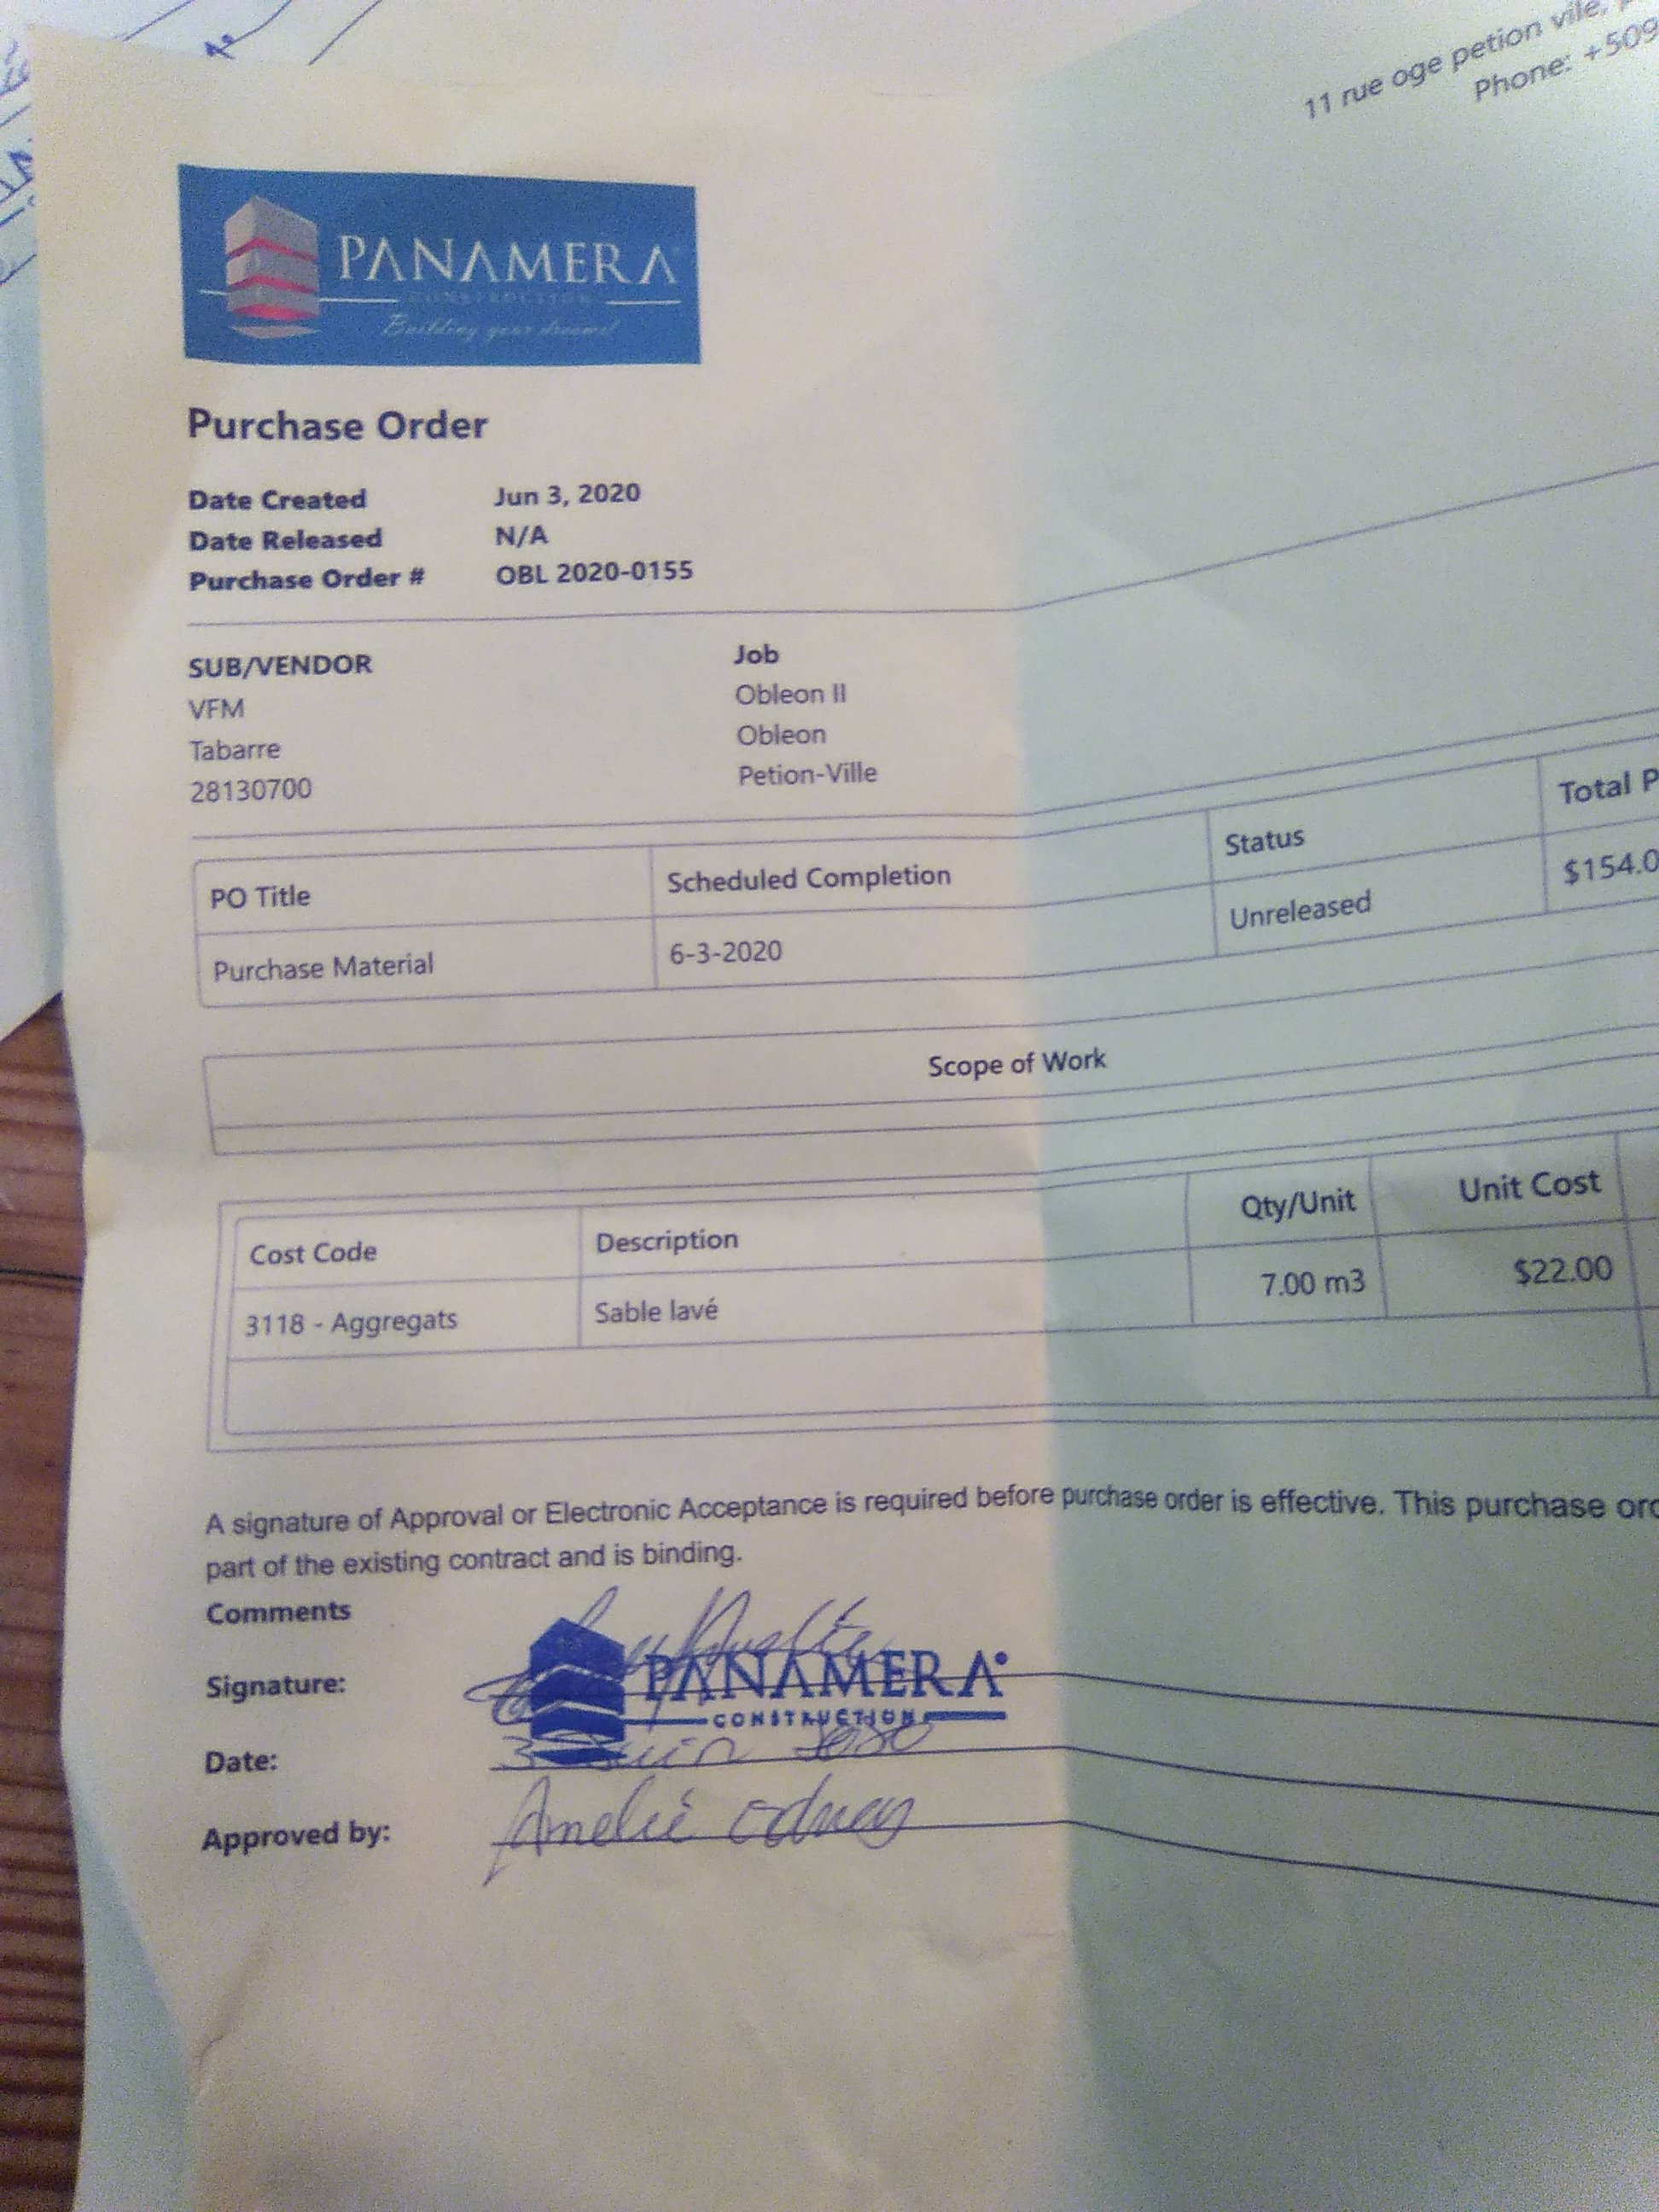 11 rue oge petion vile,
Phone: +509
PANAMERA
CONSTRUCTION
Building your dreams!
Purchase Order
Date Created Jun 3, 2020
Date Released N/A
Purchase Order # OBL 2020-0155
SUB/VENDOR Job
VFM Obleon II
Tabarre Obleon
28130700 Petion-Ville
PO Title Scheduled Completion Status Total P
Purchase Material 6-3-2020 Unreleased $154.0
Scope of Work
Cost Code Description Qty/Unit Unit Cost
3118 - Aggregats Sable lavé 7.00 m3 $22.00
A signature of Approval or Electronic Acceptance is required before purchase order is effective. This purchase ord
part of the existing contract and is binding.
Comments
Signature:
PANAMERA
CONSTRUCTION
Date: 3 Juin 2020
Approved by: Amelié